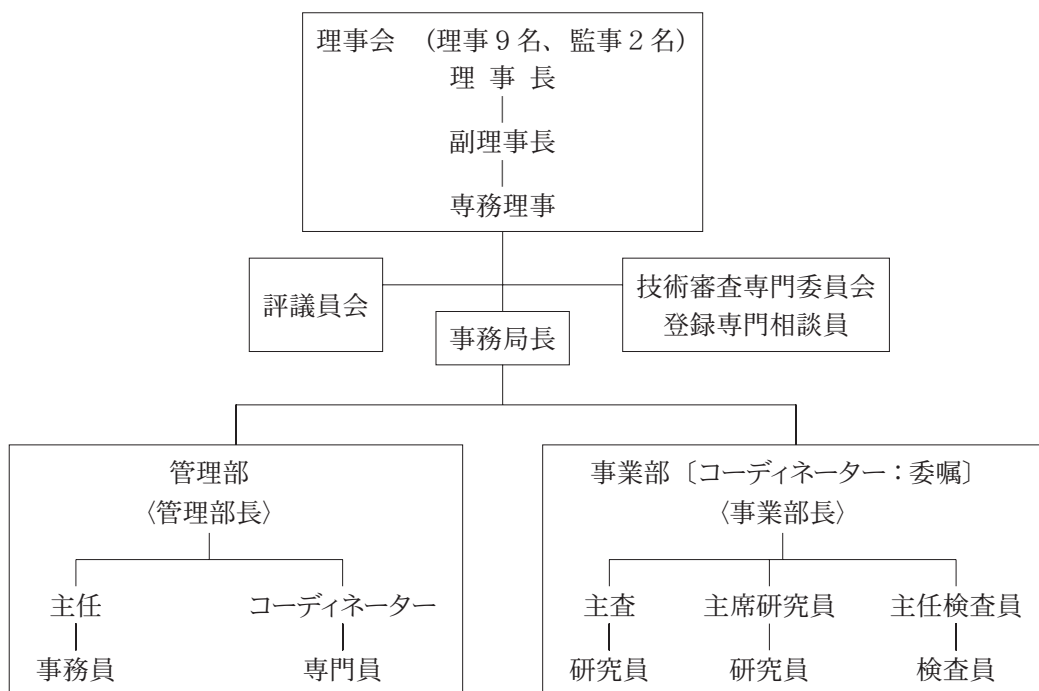 理事会 (理事9名、監事2名)
理事長
副理事長
専務理事
評議員会
技術審査専門委員会
登録専門相談員
事務局長
管理部
〈管理部長〉
主任
コーディネーター
事務員
専門員
事業部〔コーディネーター:委嘱〕
〈事業部長〉
主査
主席研究員
主任検査員
研究員
研究員
検査員